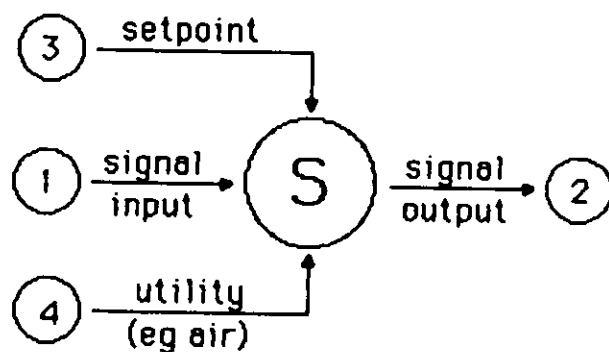 3 setpoint
1 signal input
S
signal output 2
4 utility (eg air)